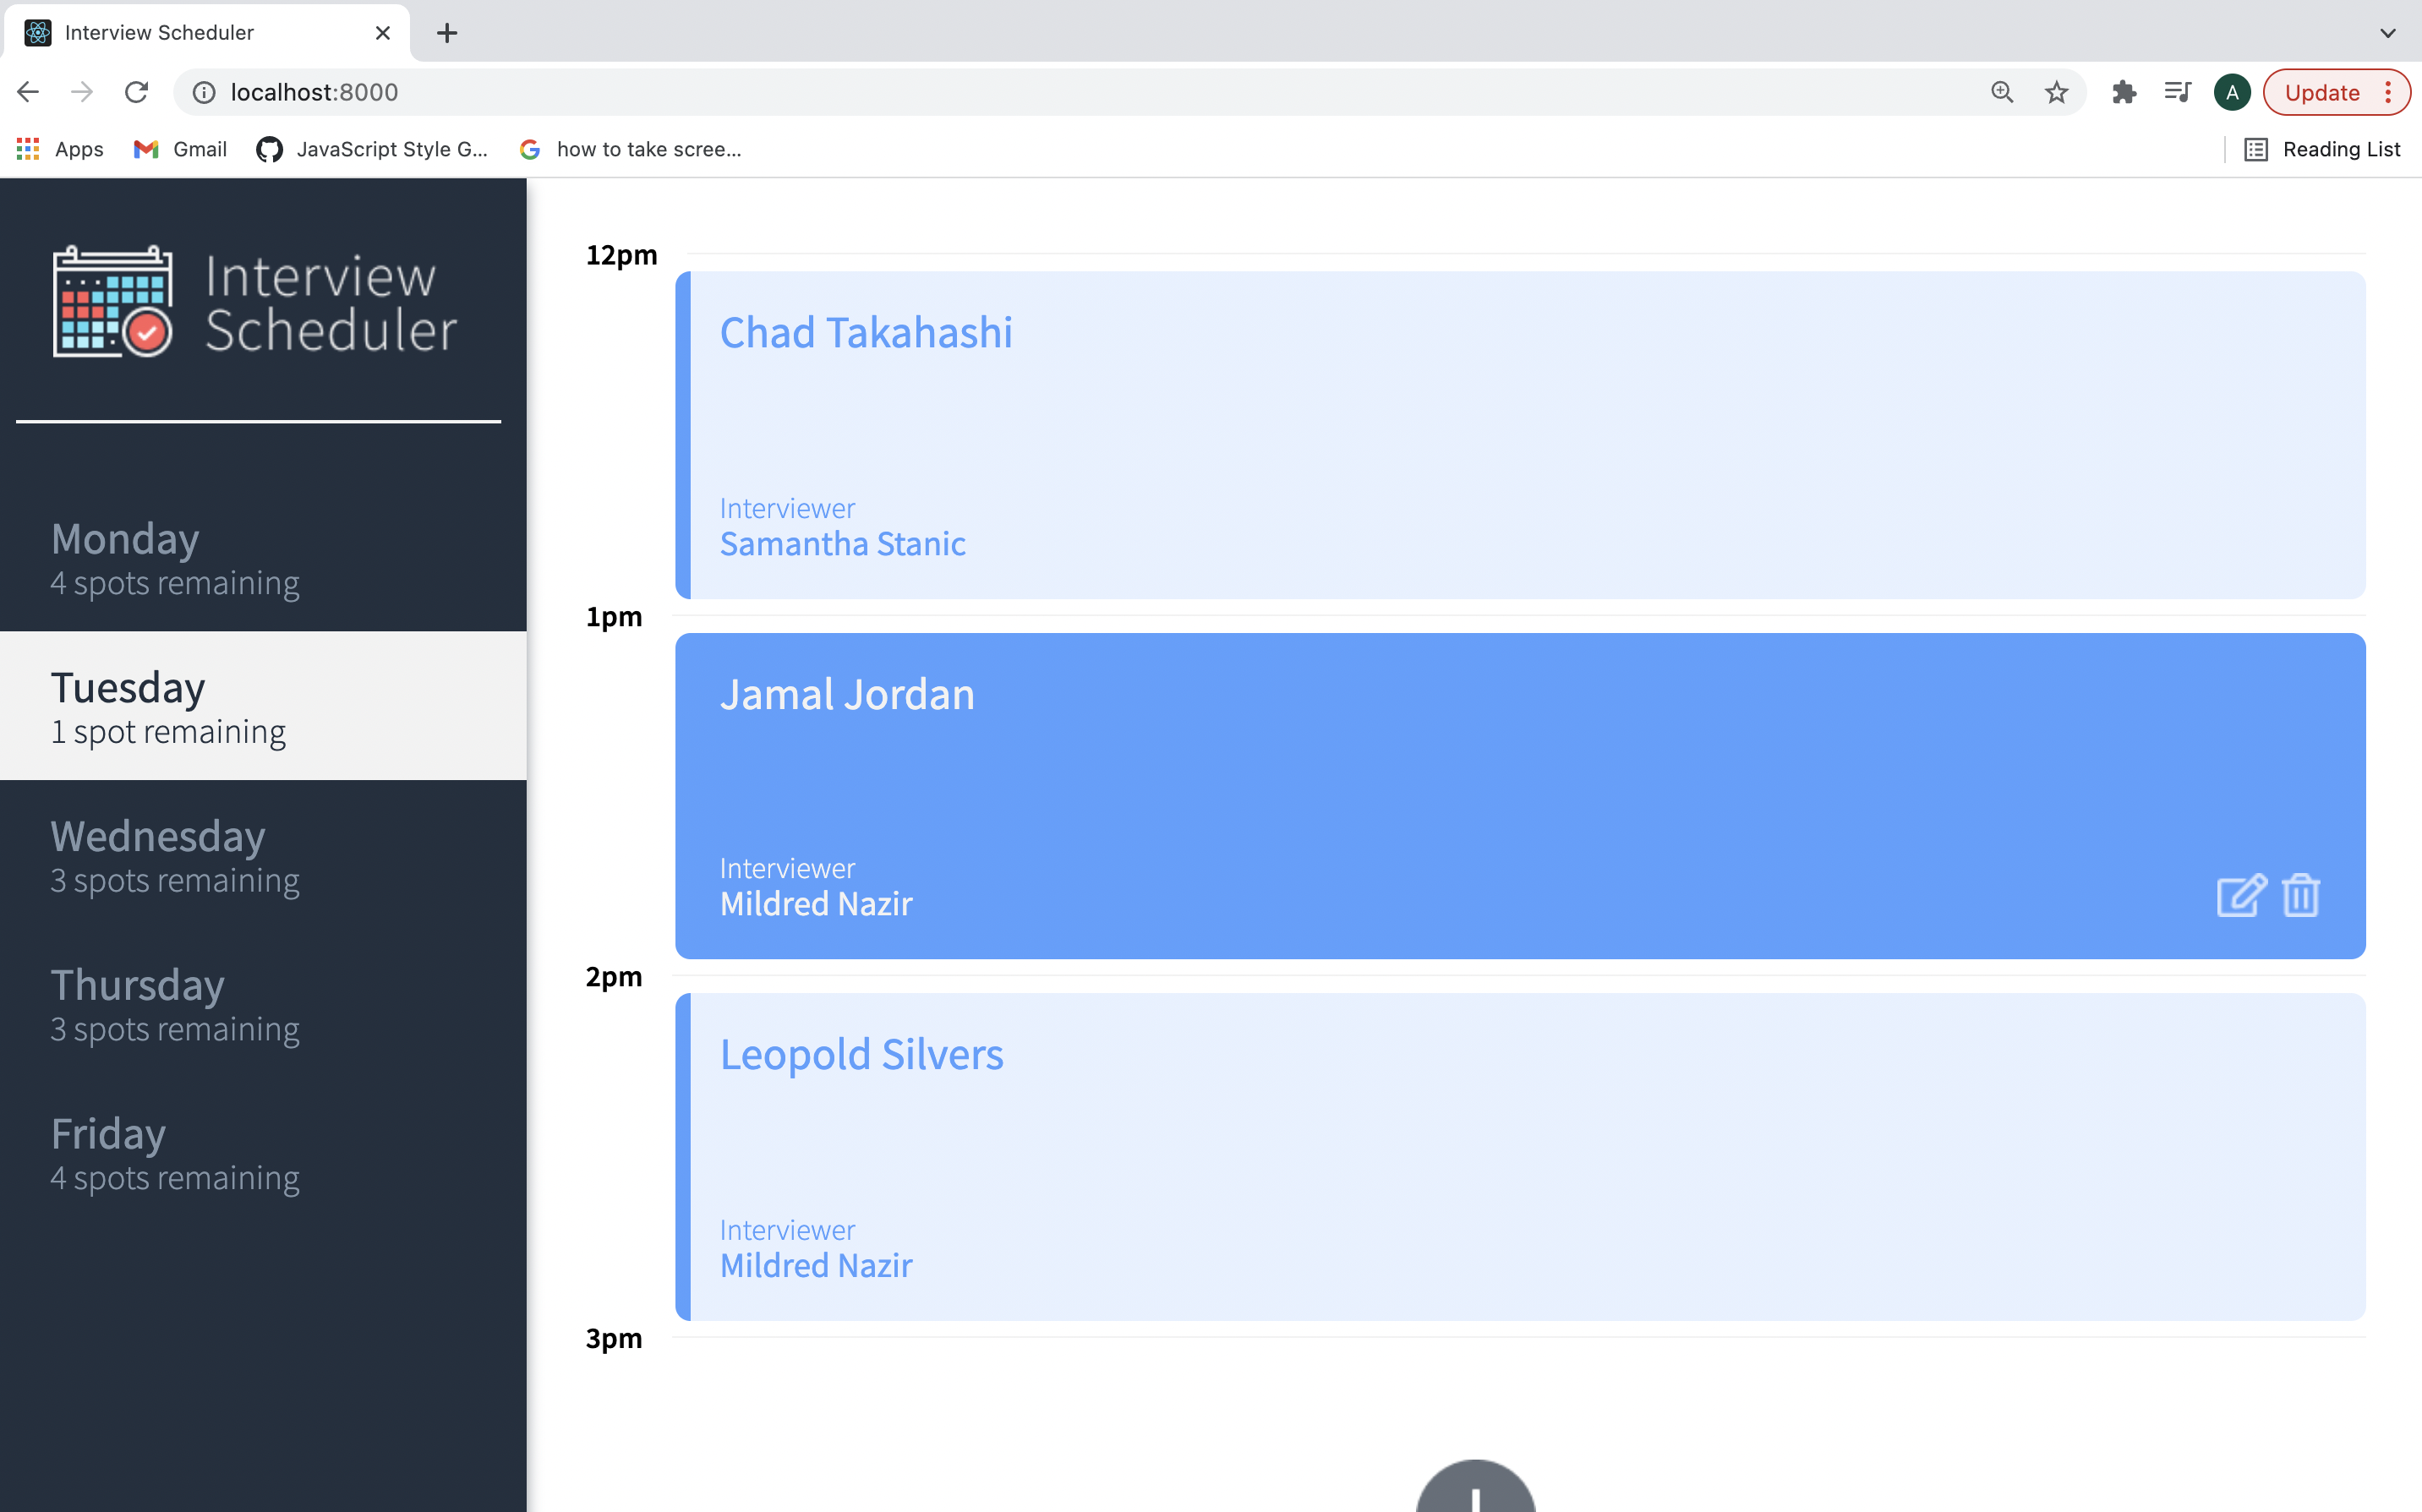 Interview Scheduler
localhost:8000
A
Update
Apps
Gmail
JavaScript Style G...
how to take scree...
Reading List
Interview
Scheduler
Monday
4 spots remaining
Tuesday
1 spot remaining
Wednesday
3 spots remaining
Thursday
3 spots remaining
Friday
4 spots remaining
12pm
Chad Takahashi
Interviewer
Samantha Stanic
1pm
Jamal Jordan
Interviewer
Mildred Nazir
2pm
Leopold Silvers
Interviewer
Mildred Nazir
3pm